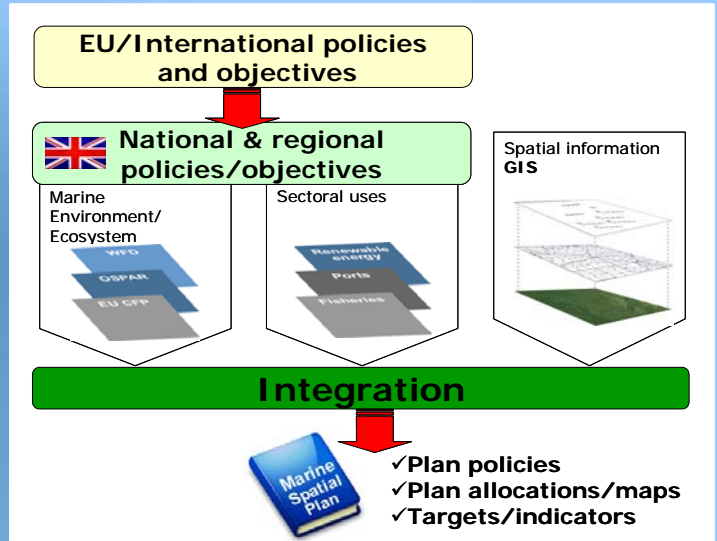 EU/International policies
and objectives
National & regional
policies/objectives
Marine
Environment/
Ecosystem
WFD
OSPAR
EU CFP
Sectoral uses
Renewable
energy
Ports
Fisheries
Spatial information
GIS
Integration
Marine
Spatial
Plan
✓Plan policies
✓Plan allocations/maps
✓Targets/indicators